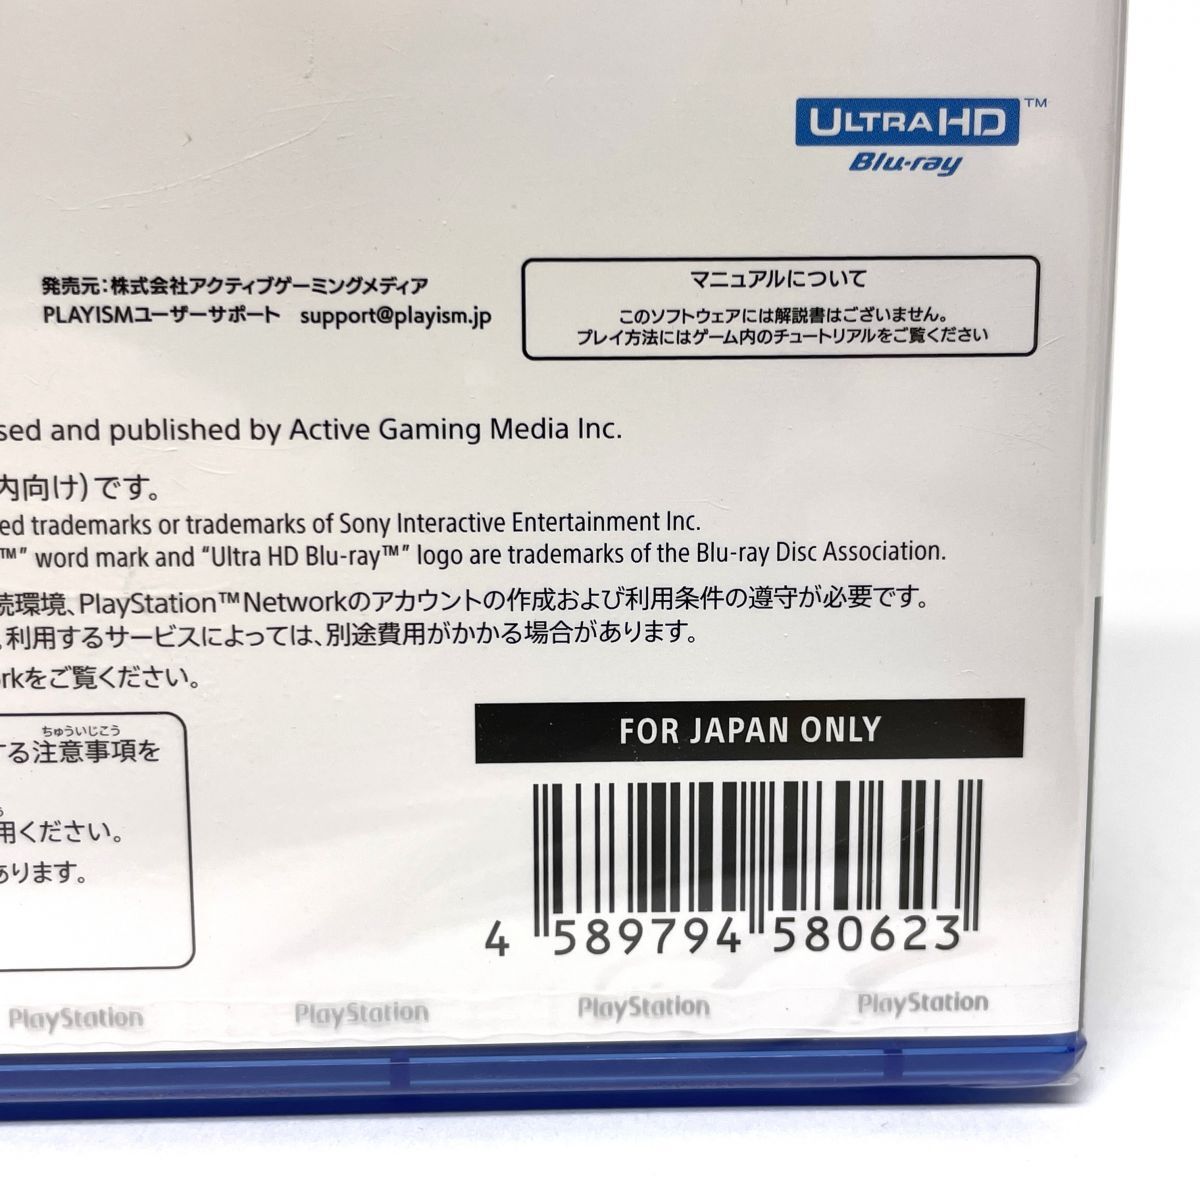 ULTRA HD™
Blu-ray
発売元:株式会社アクティブゲーミングメディア
PLAYISMユーザーサポート support@playism.jp
マニュアルについて
このソフトウェアには解説書はございません。
プレイ方法にはゲーム内のチュートリアルをご覧ください
sed and published by Active Gaming Media Inc.
内向け)です。
ed trademarks or trademarks of Sony Interactive Entertainment Inc.
™" word mark and "Ultra HD Blu-ray™" logo are trademarks of the Blu-ray Disc Association.
続環境、PlayStation™Networkのアカウントの作成および利用条件の遵守が必要です。
。利用するサービスによっては、別途費用がかかる場合があります。
orkをご覧ください。
ちゅういじこう
する注意事項を
用ください。
あります。
FOR JAPAN ONLY
4 589794 580623
PlayStation PlayStation PlayStation PlayStation